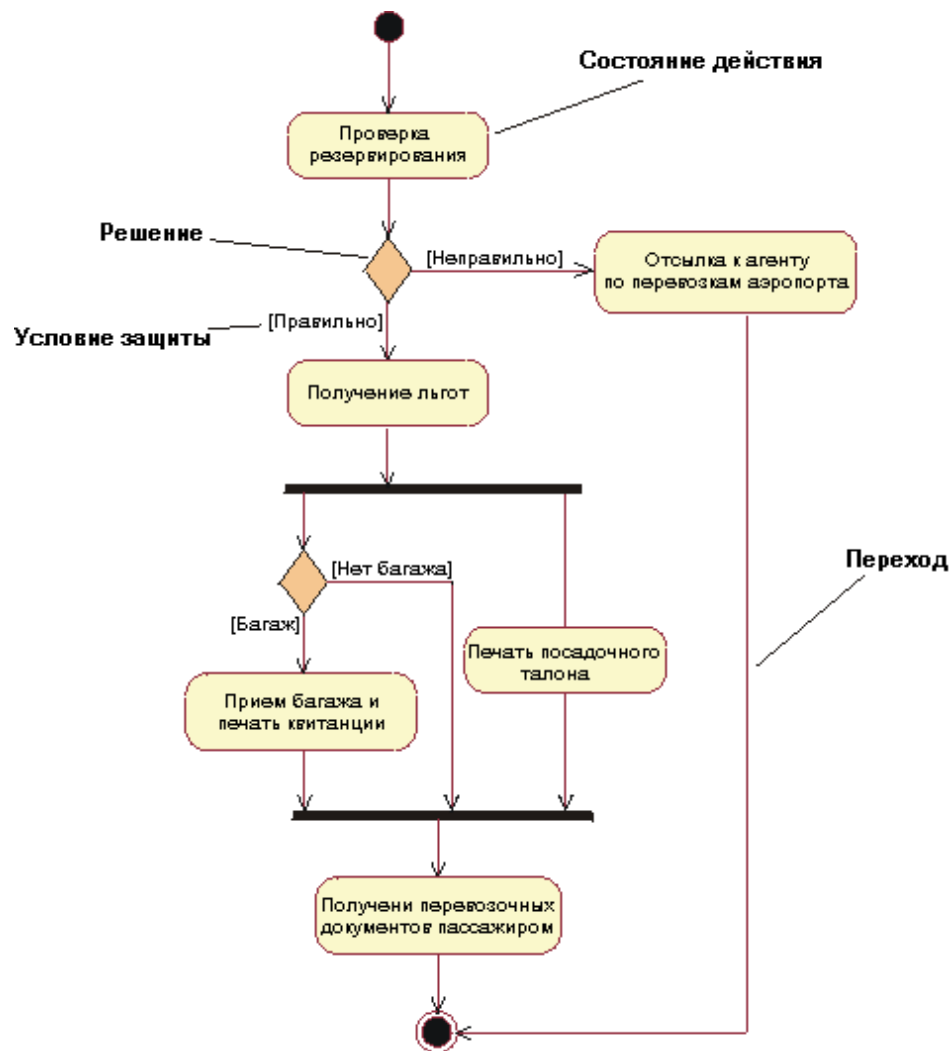 Состояние действия
Проверка
резервирования
Решение
[Неправильно]
Отсылка к агенту
по перевозкам аэропорта
[Правильно]
Условие защиты
Получение льгот
[Нет багажа]
Переход
[Багаж]
Печать посадочного
талона
Прием багажа и
печать квитанции
Получени перевозочных
документов пассажиром